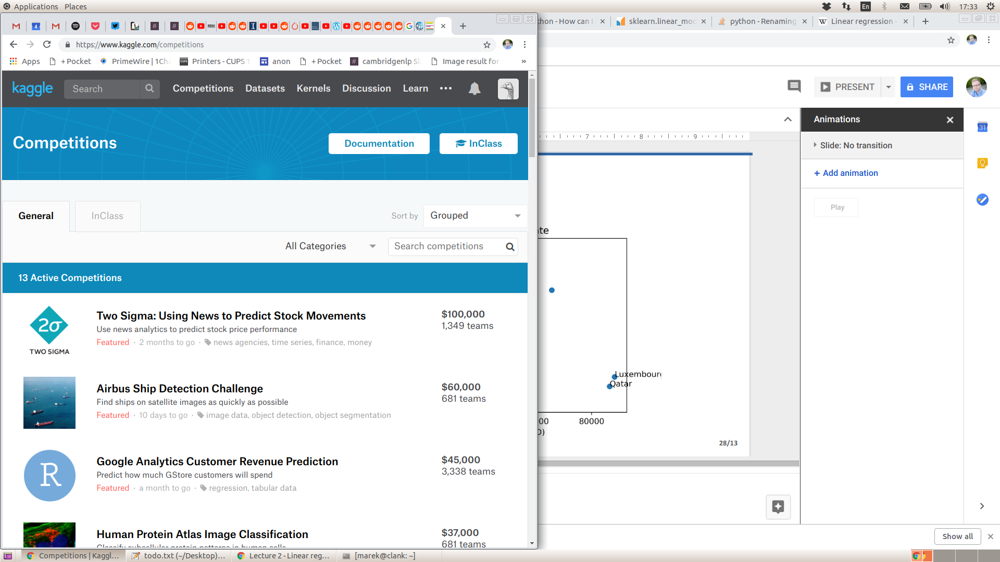 Applications Places
En 17:33
thon - How can I
sklearn.linear_mod
python - Renaming
Linear regression -
https://www.kaggle.com/competitions
Apps
+ Pocket
PrimeWire | 1Cha
Printers - CUPS 1
anon
+ Pocket
cambridgenlp Sl
Image result for
»
kaggle
Search
Competitions
Datasets
Kernels
Discussion
Learn
PRESENT
SHARE
Competitions
Documentation
InClass
Animations
Slide: No transition
+ Add animation
Play
31
7 8 9
General
InClass
Sort by
Grouped
All Categories
Search competitions
13 Active Competitions
2σ
TWO SIGMA
Two Sigma: Using News to Predict Stock Movements
Use news analytics to predict stock price performance
Featured · 2 months to go · news agencies, time series, finance, money
$100,000
1,349 teams
Airbus Ship Detection Challenge
Find ships on satellite images as quickly as possible
Featured · 10 days to go · image data, object detection, object segmentation
$60,000
681 teams
R
Google Analytics Customer Revenue Prediction
Predict how much GStore customers will spend
Featured · a month to go · regression, tabular data
$45,000
3,338 teams
Human Protein Atlas Image Classification
Classify subcellular protein patterns in human cells
$37,000
681 teams
ate
Luxembourg
Qatar
00 80000
D)
28/13
Show all
Competitions | Kaggl...
todo.txt (~/Desktop)...
Lecture 2 - Linear reg...
[marek@clank: ~]